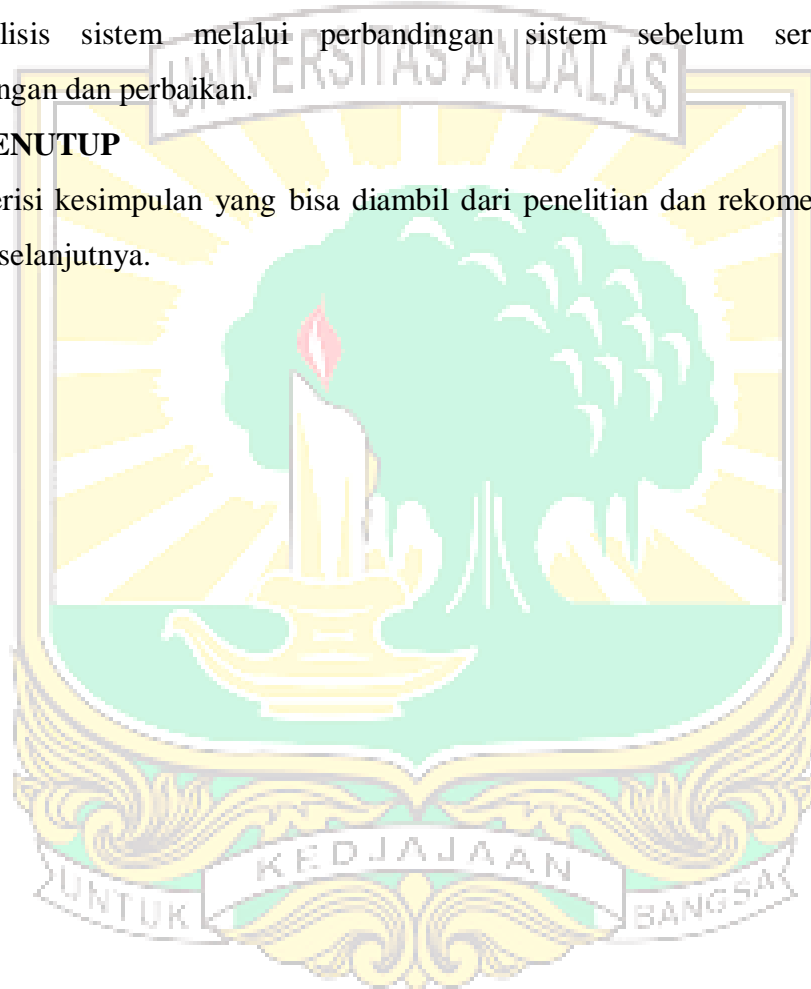 lisis sistem melalui perbandingan sistem sebelum ser
ngan dan perbaikan.
ENUTUP
erisi kesimpulan yang bisa diambil dari penelitian dan rekome
selanjutnya.
UNIVERSITAS ANDALAS
UNTUK KEDJAJAAN BANGSA